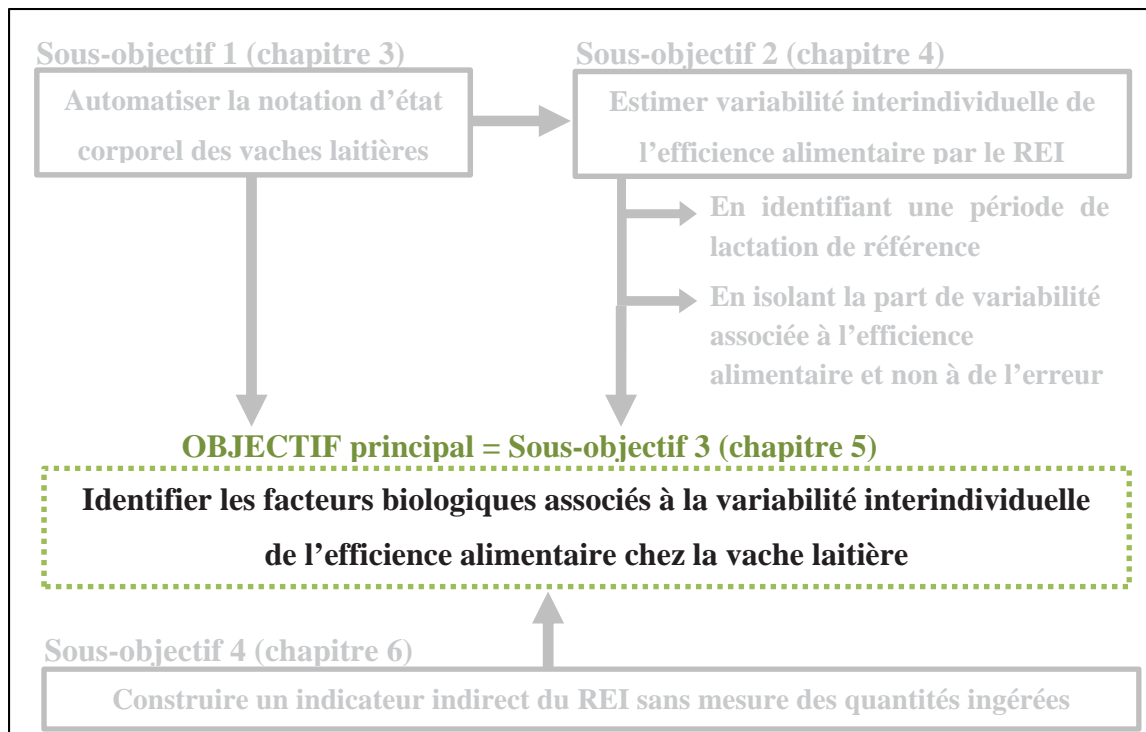 Sous-objectif 1 (chapitre 3)
Automatiser la notation d’état
corporel des vaches laitières
Sous-objectif 2 (chapitre 4)
Estimer variabilité interindividuelle de
l’efficience alimentaire par le REI
En identifiant une période de
lactation de référence
En isolant la part de variabilité
associée à l’efficience
alimentaire et non à de l’erreur
OBJECTIF principal = Sous-objectif 3 (chapitre 5)
Identifier les facteurs biologiques associés à la variabilité interindividuelle
de l’efficience alimentaire chez la vache laitière
Sous-objectif 4 (chapitre 6)
Construire un indicateur indirect du REI sans mesure des quantités ingérées